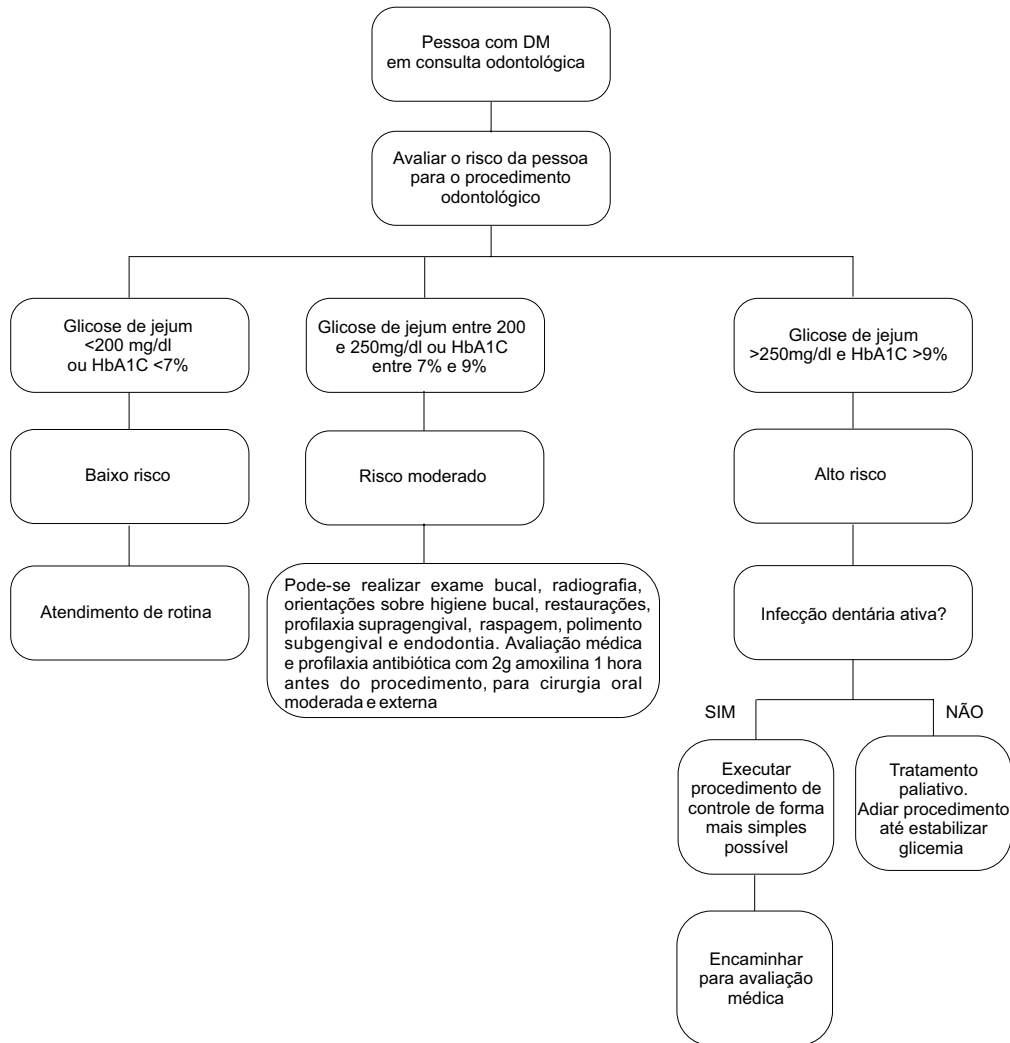 Pessoa com DM
em consulta odontológica
Avaliar o risco da pessoa
para o procedimento
odontológico
Glicose de jejum
<200 mg/dl
ou HbA1C <7%
Glicose de jejum entre 200
e 250mg/dl ou HbA1C
entre 7% e 9%
Glicose de jejum
>250mg/dl e HbA1C >9%
Baixo risco
Risco moderado
Alto risco
Atendimento de rotina
Pode-se realizar exame bucal, radiografia,
orientações sobre higiene bucal, restaurações,
profilaxia supragengival, raspagem, polimento
subgengival e endodontia. Avaliação médica
e profilaxia antibiótica com 2g amoxilina 1 hora
antes do procedimento, para cirurgia oral
moderada e externa
Infecção dentária ativa?
SIM
NÃO
Executar
procedimento de
controle de forma
mais simples
possível
Tratamento
paliativo.
Adiar procedimento
até estabilizar
glicemia
Encaminhar
para avaliação
médica